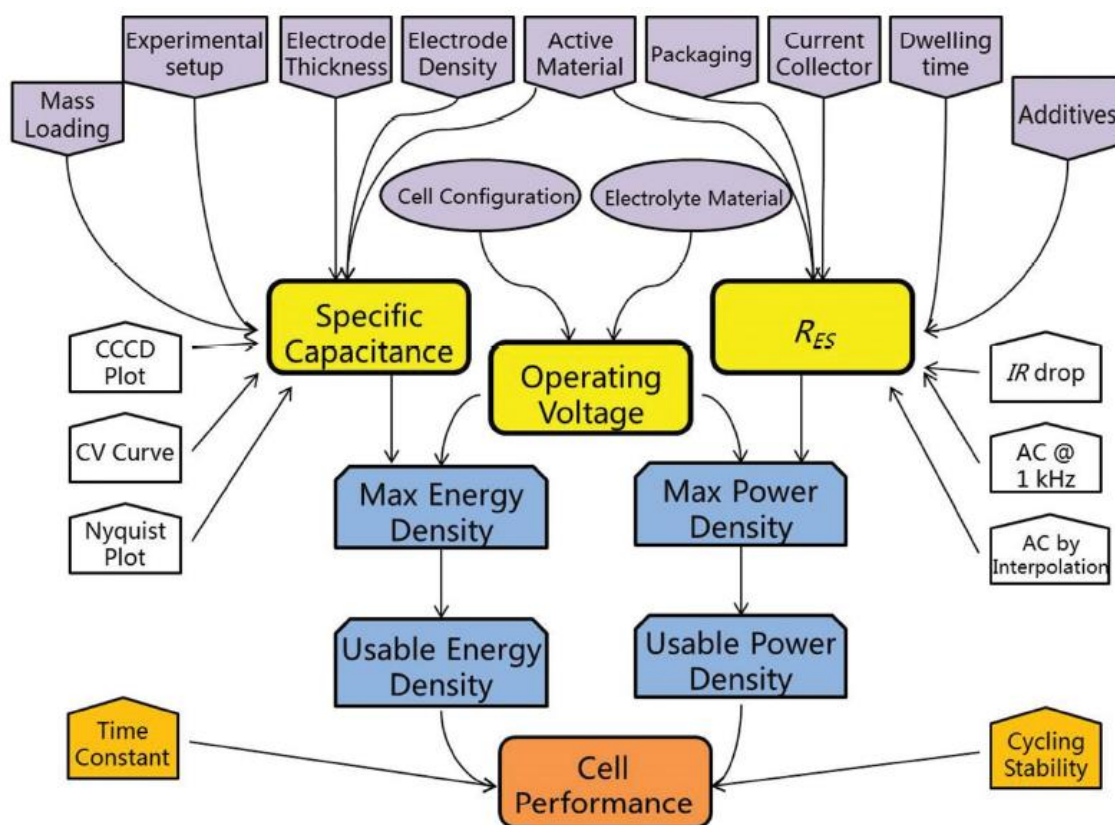 Experimental
setup
Electrode
Thickness
Electrode
Density
Active
Material
Packaging
Current
Collector
Dwelling
time
Mass
Loading
Additives
Cell Configuration
Electrolyte Material
Specific
Capacitance
R_ES
Operating
Voltage
CCCD
Plot
IR drop
CV Curve
AC @
1 kHz
Max Energy
Density
Max Power
Density
Nyquist
Plot
AC by
Interpolation
Usable Energy
Density
Usable Power
Density
Time
Constant
Cell
Performance
Cycling
Stability